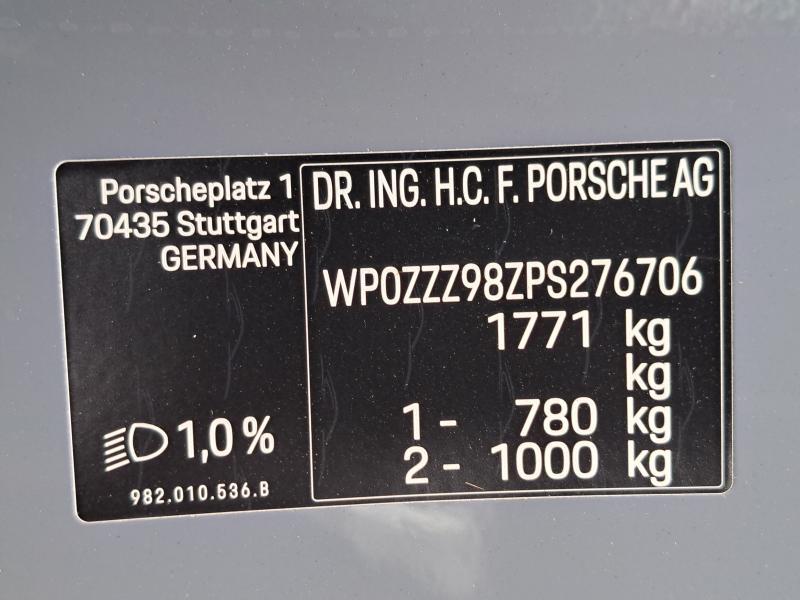 Porscheplatz 1
70435 Stuttgart
GERMANY
1,0 %
982.010.536.B
DR. ING. H.C. F. PORSCHE AG
WP0ZZZ98ZPS276706
1771 kg
kg
1 - 780 kg
2 - 1000 kg